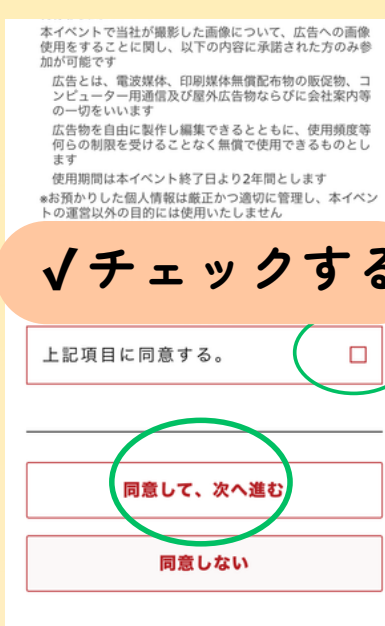 本イベントで当社が撮影した画像について、広告への画像
使用をすることに関し、以下の内容に承諾された方のみ参
加が可能です
広告とは、電波媒体、印刷媒体無償配布物の販促物、コ
ンピューター用通信及び屋外広告物ならびに会社案内等
の一切をいいます
広告物を自由に製作し編集できるとともに、使用頻度等
何らの制限を受けることなく無償で使用できるものとし
ます
使用期間は本イベント終了日より2年間とします
※お預かりした個人情報は厳正かつ適切に管理し、本イベン
トの運営以外の目的には使用いたしません
✓チェックする
上記項目に同意する。
同意して、次へ進む
同意しない